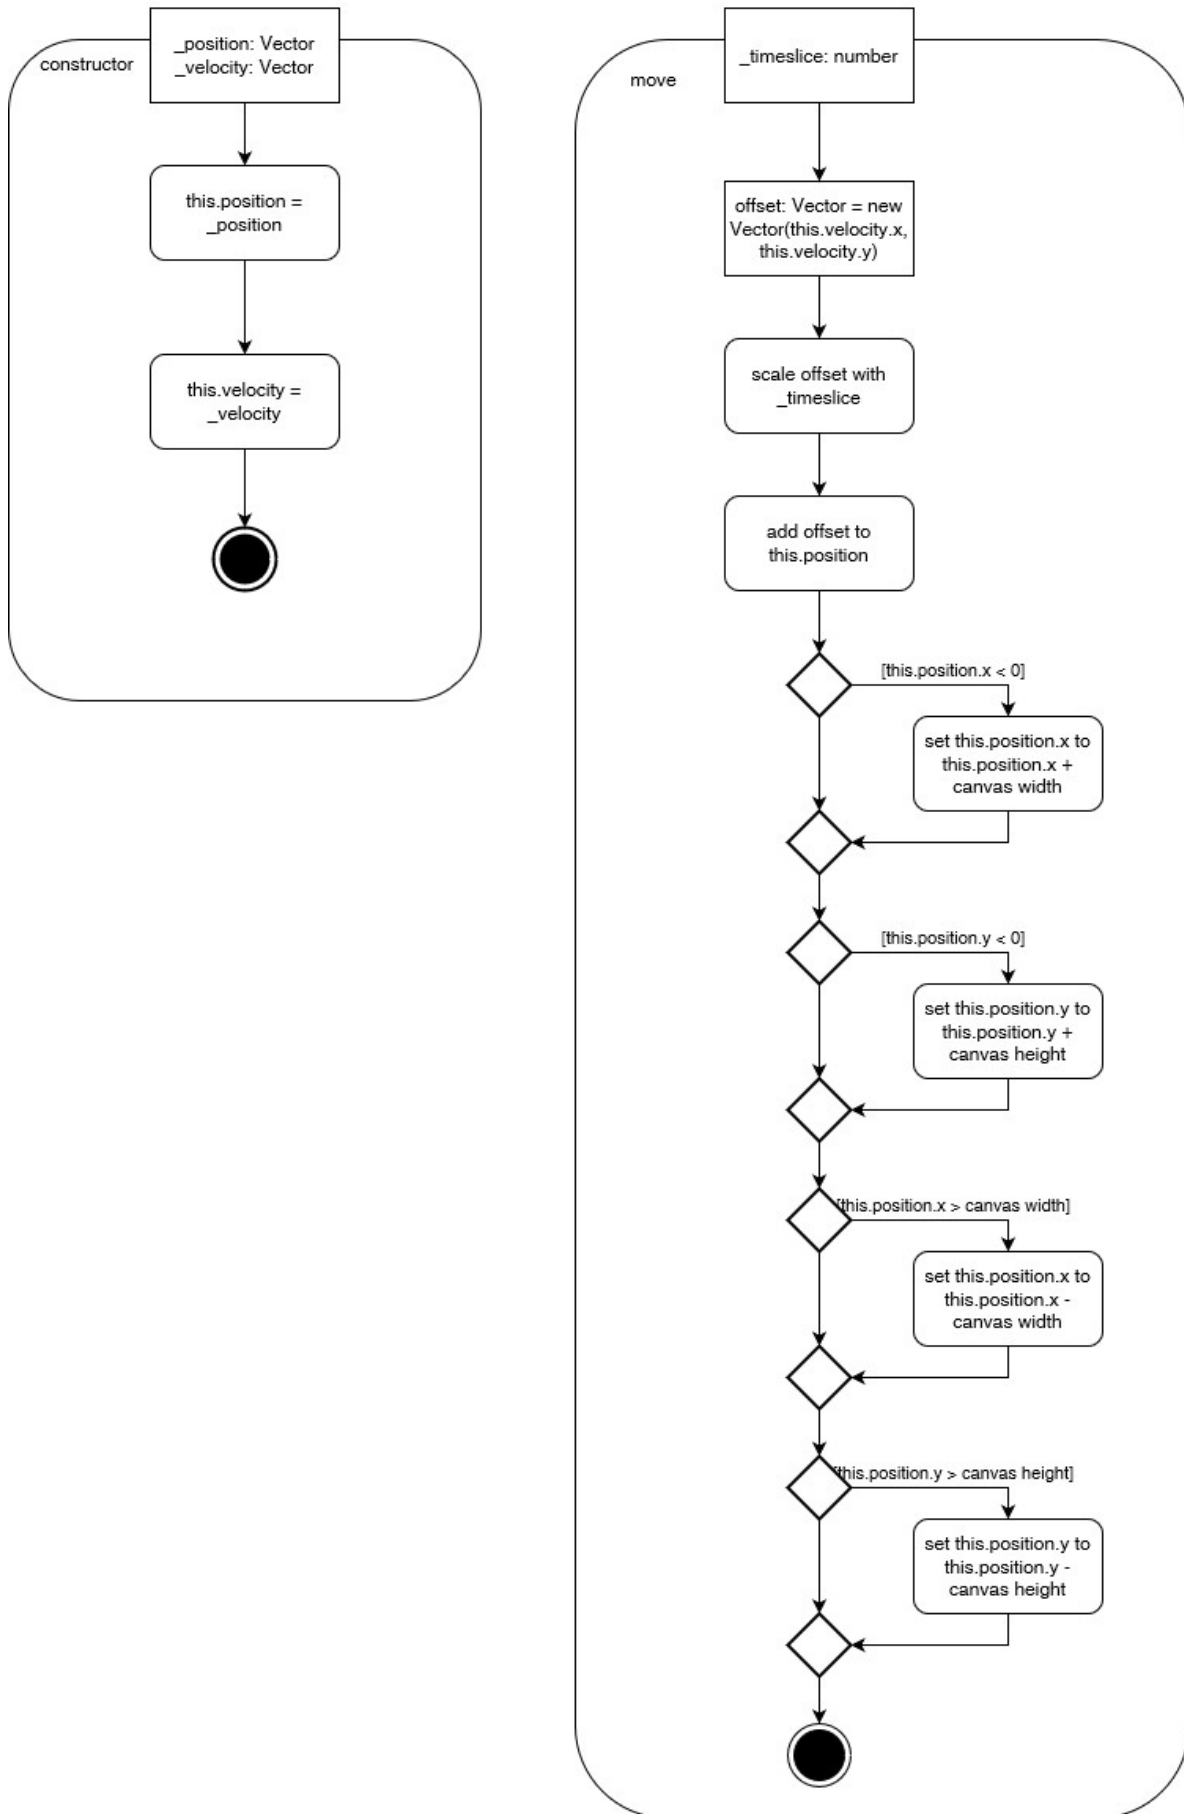 constructor
_position: Vector
_velocity: Vector
this.position =
_position
this.velocity =
_velocity
move
_timeslice: number
offset: Vector = new
Vector(this.velocity.x,
this.velocity.y)
scale offset with
_timeslice
add offset to
this.position
[this.position.x < 0]
set this.position.x to
this.position.x +
canvas width
[this.position.y < 0]
set this.position.y to
this.position.y +
canvas height
[this.position.x > canvas width]
set this.position.x to
this.position.x -
canvas width
[this.position.y > canvas height]
set this.position.y to
this.position.y -
canvas height